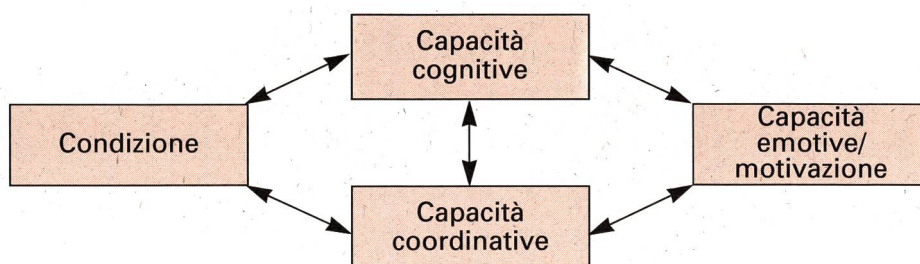 Capacità
cognitive
Condizione
Capacità
emotive/
motivazione
Capacità
coordinative